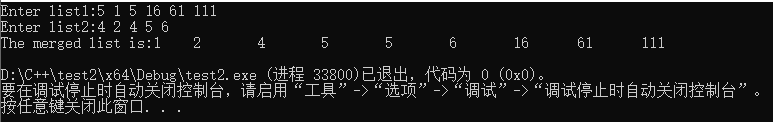 Enter list1:5 1 5 16 61 111
Enter list2:4 2 4 5 6
The merged list is:1 2 4 5 5 6 16 61 111
D:\C++\test2\x64\Debug\test2.exe (进程 33800)已退出，代码为 0 (0x0)。
要在调试停止时自动关闭控制台，请启用“工具”->“选项”->“调试”->“调试停止时自动关闭控制台”。
按任意键关闭此窗口. . .